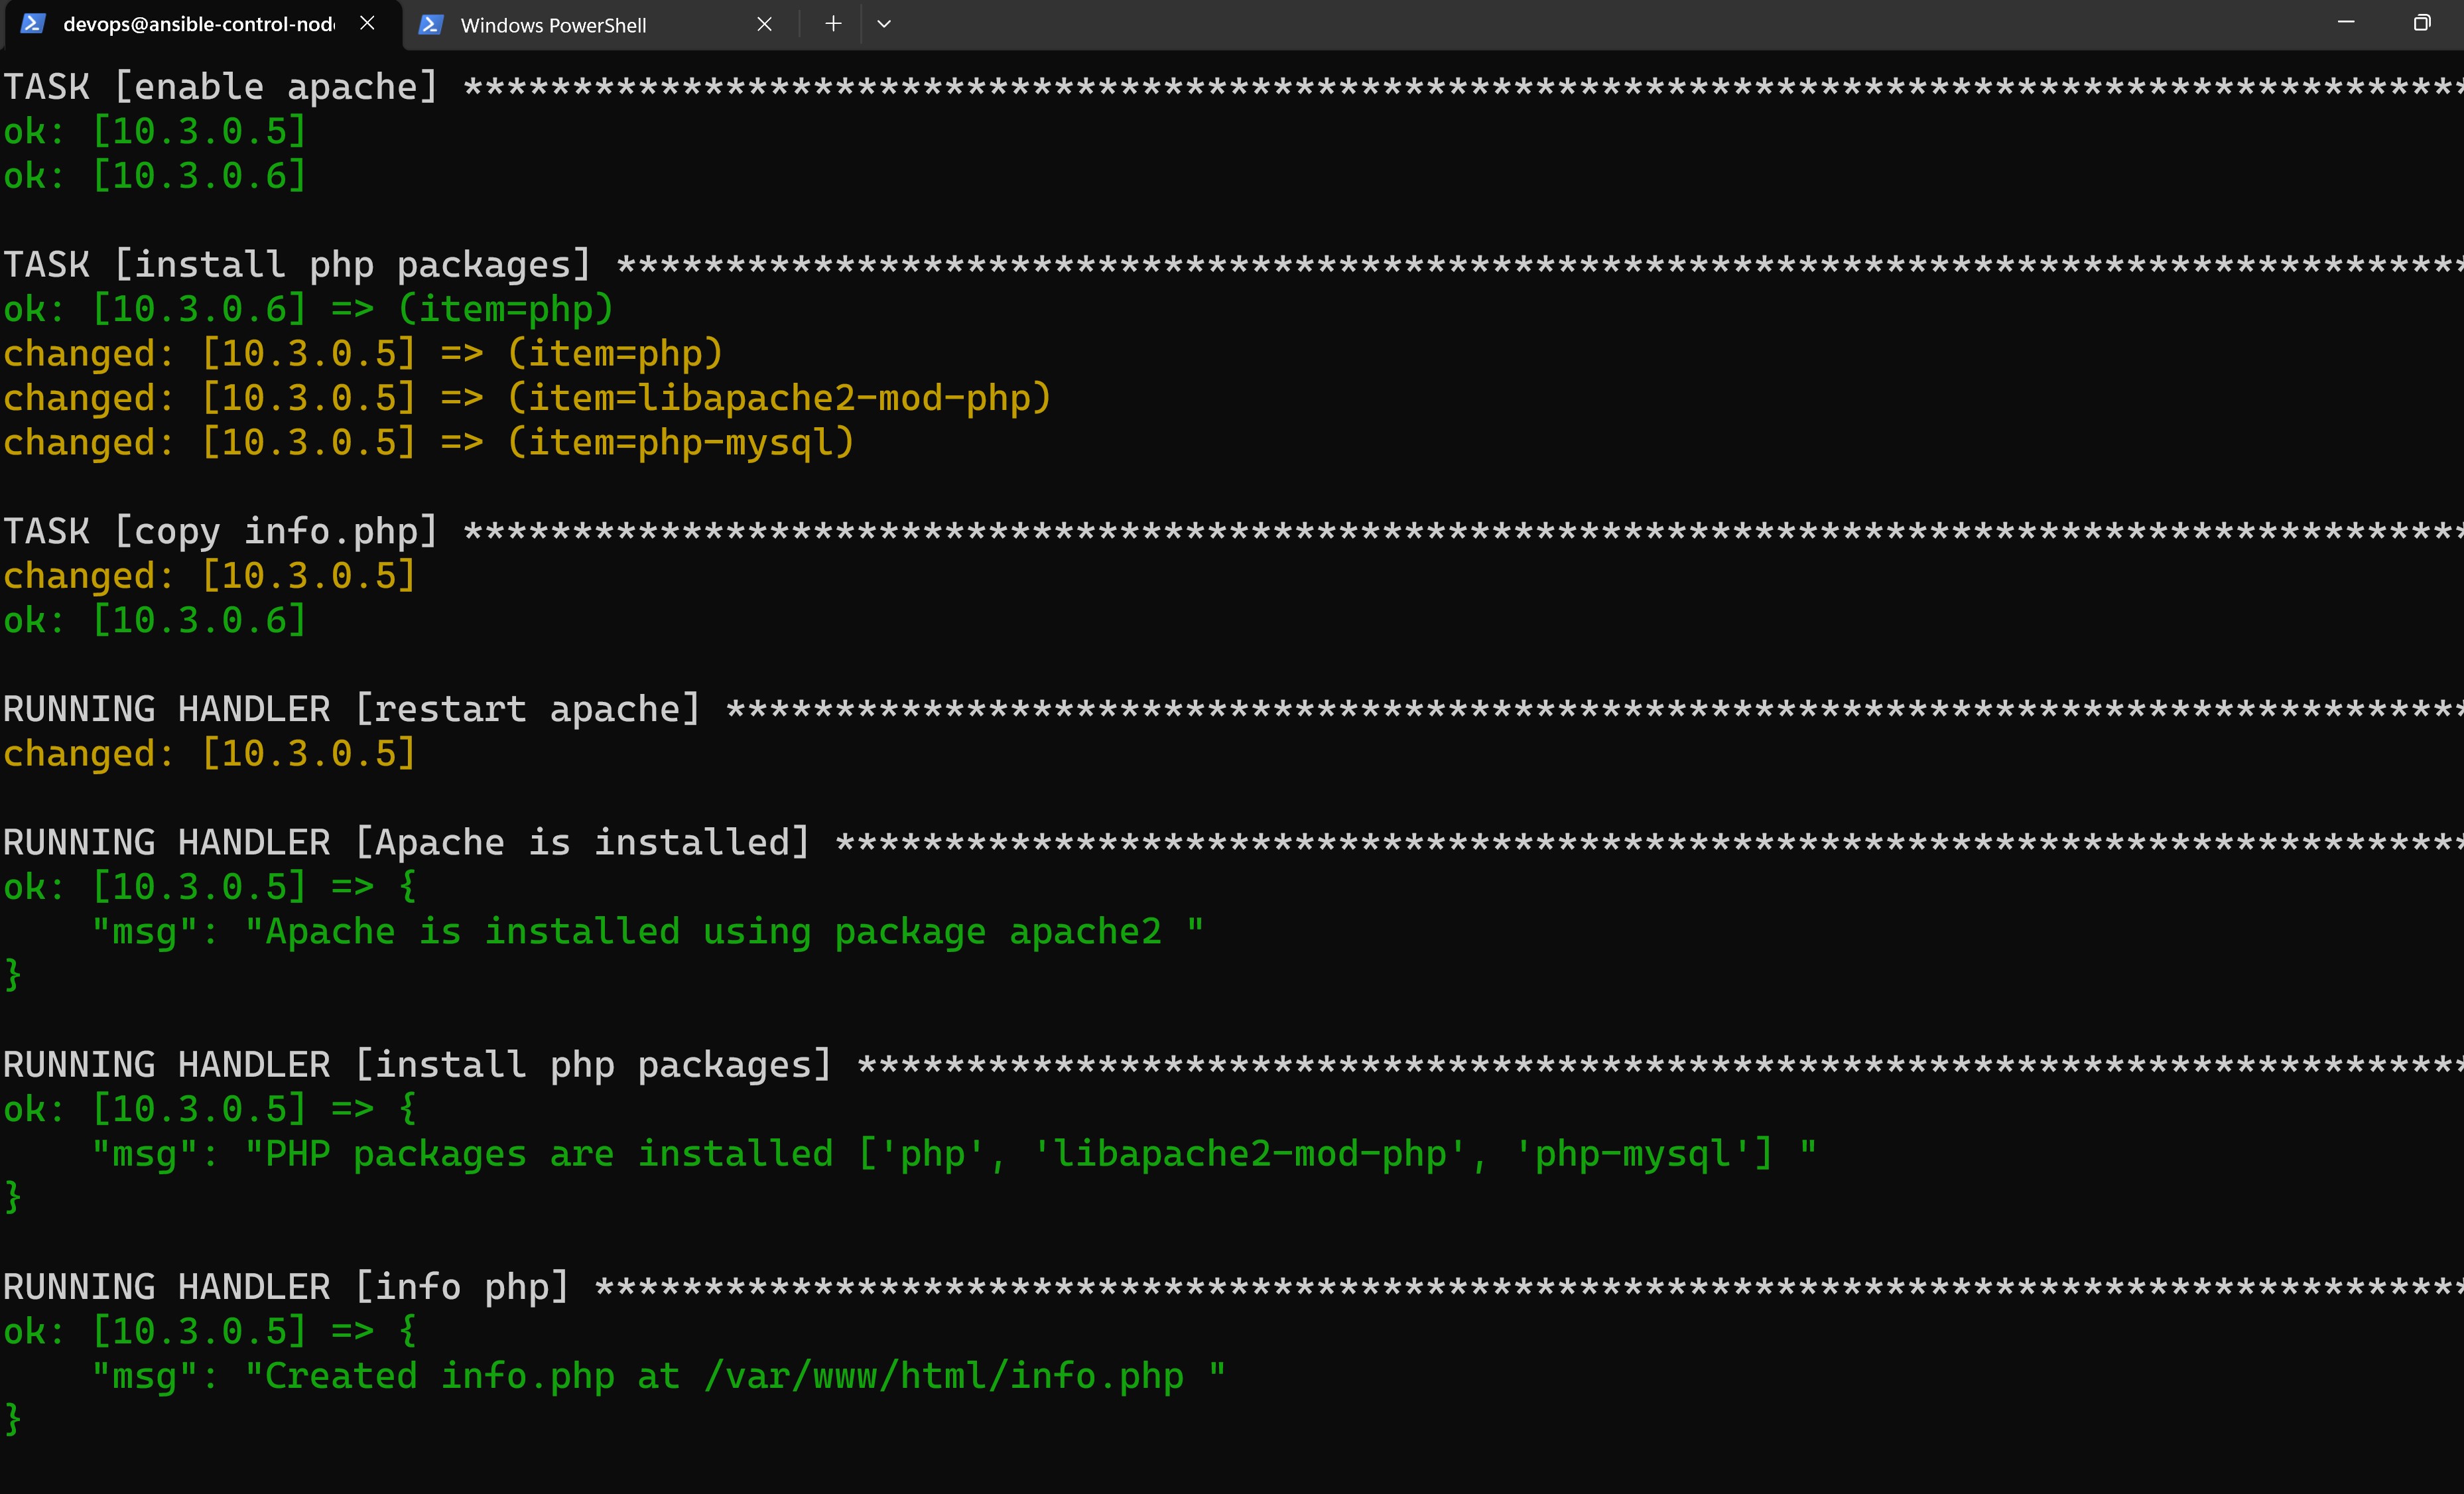 devops@ansible-control-nod
Windows PowerShell
TASK [enable apache] *******************************************************************************************
ok: [10.3.0.5]
ok: [10.3.0.6]
TASK [install php packages] ************************************************************************************
ok: [10.3.0.6] => (item=php)
changed: [10.3.0.5] => (item=php)
changed: [10.3.0.5] => (item=libapache2-mod-php)
changed: [10.3.0.5] => (item=php-mysql)
TASK [copy info.php] *******************************************************************************************
changed: [10.3.0.5]
ok: [10.3.0.6]
RUNNING HANDLER [restart apache] *******************************************************************************
changed: [10.3.0.5]
RUNNING HANDLER [Apache is installed] **************************************************************************
ok: [10.3.0.5] => {
    "msg": "Apache is installed using package apache2 "
}
RUNNING HANDLER [install php packages] *************************************************************************
ok: [10.3.0.5] => {
    "msg": "PHP packages are installed ['php', 'libapache2-mod-php', 'php-mysql'] "
}
RUNNING HANDLER [info php] *************************************************************************************
ok: [10.3.0.5] => {
    "msg": "Created info.php at /var/www/html/info.php "
}